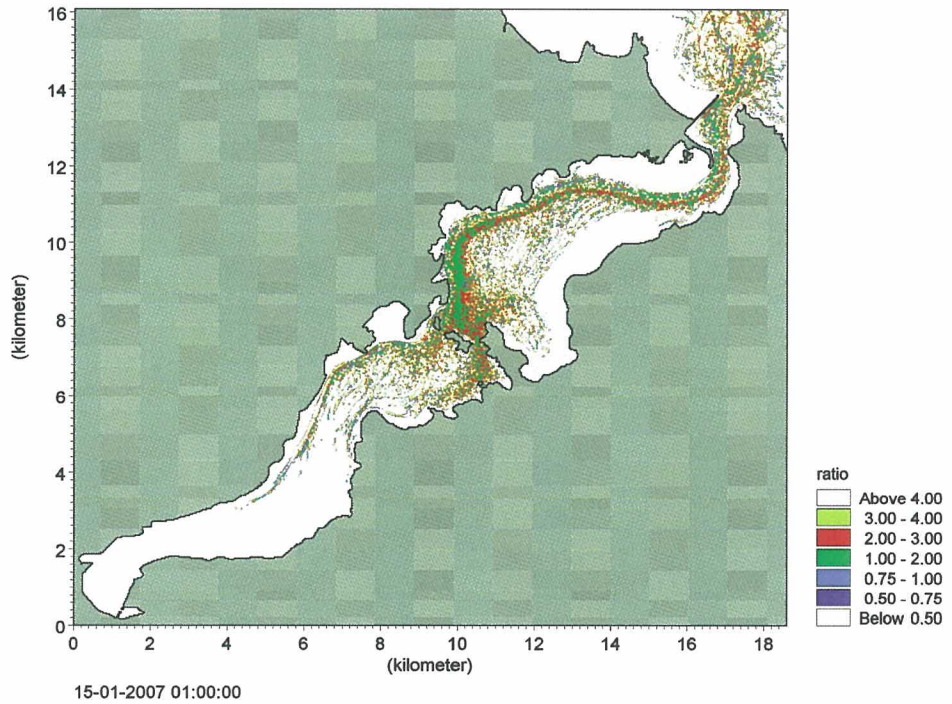 16
14
12
10
8
6
4
2
0
(kilometer)
0 2 4 6 8 10 12 14 16 18
(kilometer)
15-01-2007 01:00:00
ratio
Above 4.00
3.00 - 4.00
2.00 - 3.00
1.00 - 2.00
0.75 - 1.00
0.50 - 0.75
Below 0.50